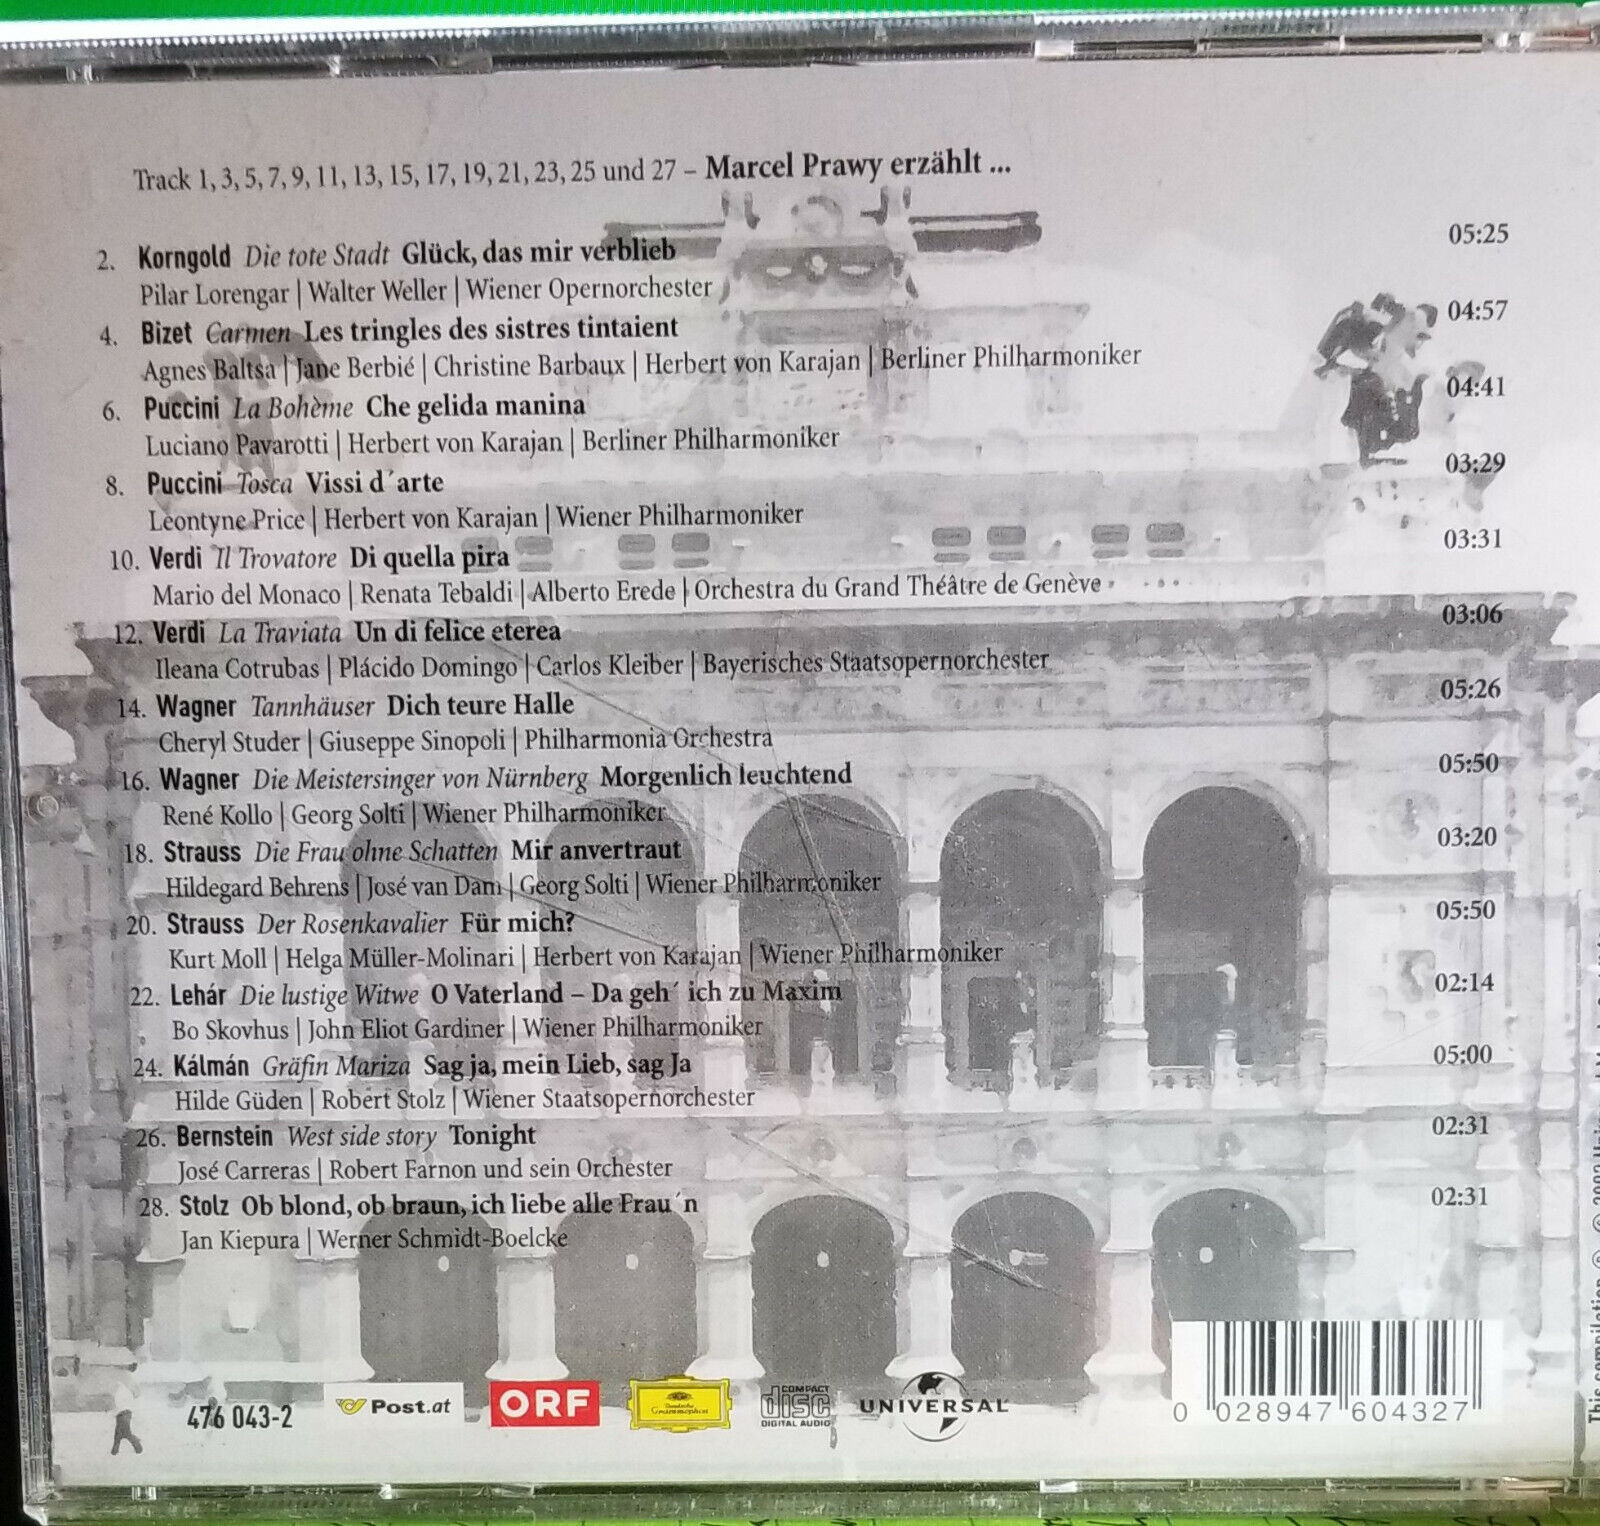 Track 1, 3, 5, 7, 9, 11, 13, 15, 17, 19, 21, 23, 25 und 27 – Marcel Prawy erzählt ...
2. Korngold Die tote Stadt Glück, das mir verblieb 05:25
Pilar Lorengar | Walter Weller | Wiener Opernorchester
4. Bizet Carmen Les tringles des sistres tintaient 04:57
Agnes Baltsa | Jane Berbié | Christine Barbaux | Herbert von Karajan | Berliner Philharmoniker
6. Puccini La Bohème Che gelida manina 04:41
Luciano Pavarotti | Herbert von Karajan | Berliner Philharmoniker
8. Puccini Tosca Vissi d´arte 03:29
Leontyne Price | Herbert von Karajan | Wiener Philharmoniker
10. Verdi Il Trovatore Di quella pira 03:31
Mario del Monaco | Renata Tebaldi | Alberto Erede | Orchestra du Grand Théâtre de Genève
12. Verdi La Traviata Un di felice eterea 03:06
Ileana Cotrubas | Plácido Domingo | Carlos Kleiber | Bayerisches Staatsopernorchester
14. Wagner Tannhäuser Dich teure Halle 05:26
Cheryl Studer | Giuseppe Sinopoli | Philharmonia Orchestra
16. Wagner Die Meistersinger von Nürnberg Morgenlich leuchtend 05:50
René Kollo | Georg Solti | Wiener Philharmoniker
18. Strauss Die Frau ohne Schatten Mir anvertraut 03:20
Hildegard Behrens | José van Dam | Georg Solti | Wiener Philharmoniker
20. Strauss Der Rosenkavalier Für mich? 05:50
Kurt Moll | Helga Müller-Molinari | Herbert von Karajan | Wiener Philharmoniker
22. Lehár Die lustige Witwe O Vaterland – Da geh´ ich zu Maxim 02:14
Bo Skovhus | John Eliot Gardiner | Wiener Philharmoniker
24. Kálmán Gräfin Mariza Sag ja, mein Lieb, sag Ja 05:00
Hilde Güden | Robert Stolz | Wiener Staatsopernorchester
26. Bernstein West side story Tonight 02:31
José Carreras | Robert Farnon und sein Orchester
28. Stolz Ob blond, ob braun, ich liebe alle Frau´n 02:31
Jan Kiepura | Werner Schmidt-Boelcke
476 043-2
Post.at
ORF
Deutsche Grammophon
COMPACT disc DIGITAL AUDIO
UNIVERSAL
0 028947 604327
This compilation